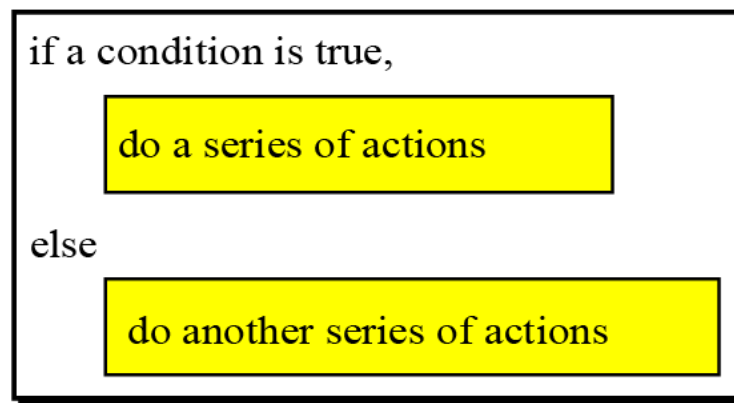 if a condition is true,
do a series of actions
else
do another series of actions